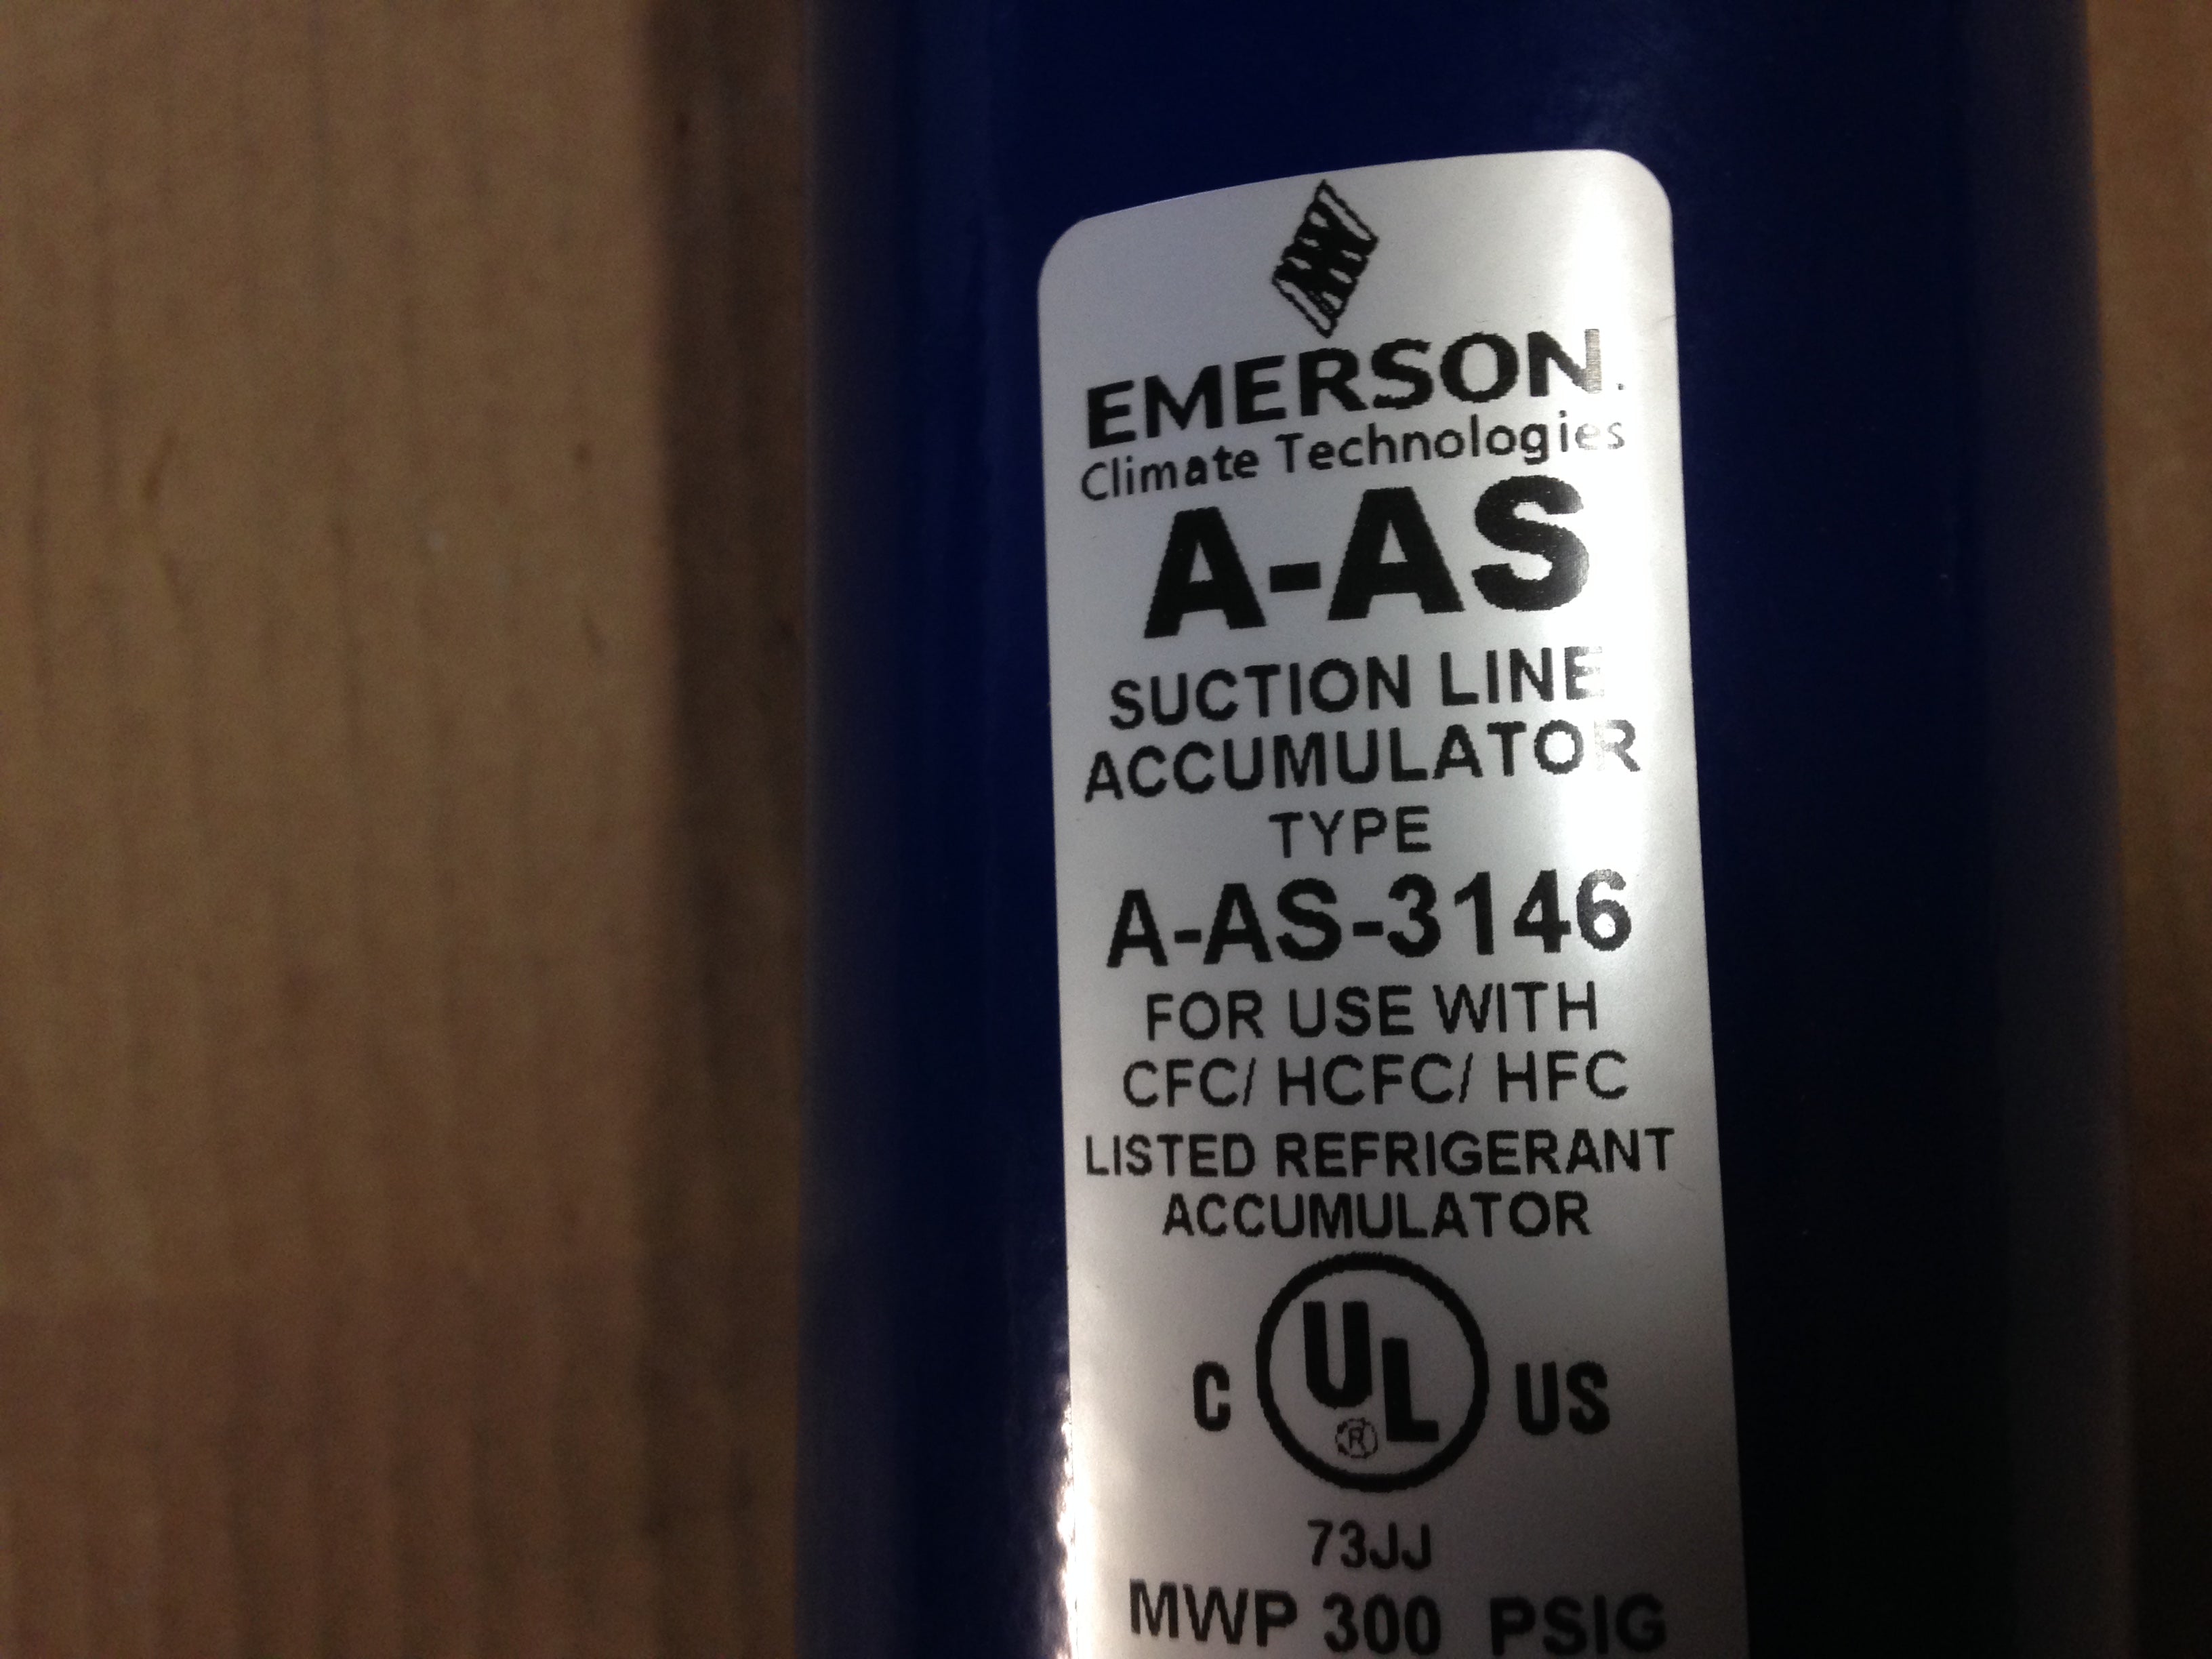 EMERSON.
Climate Technologies
A-AS
SUCTION LINE
ACCUMULATOR
TYPE
A-AS-3146
FOR USE WITH
CFC/ HCFC/ HFC
LISTED REFRIGERANT
ACCUMULATOR
C UL® US
73JJ
MWP 300 PSIG